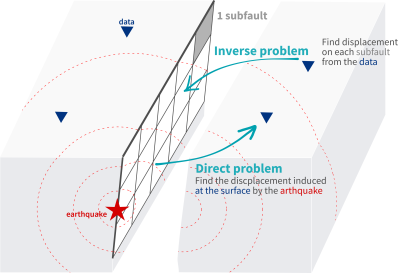 1 subfault
data
Inverse problem
Find displacement
on each subfault
from the data
Direct problem
Find the discplacement induced
at the surface by the arthquake
earthquake